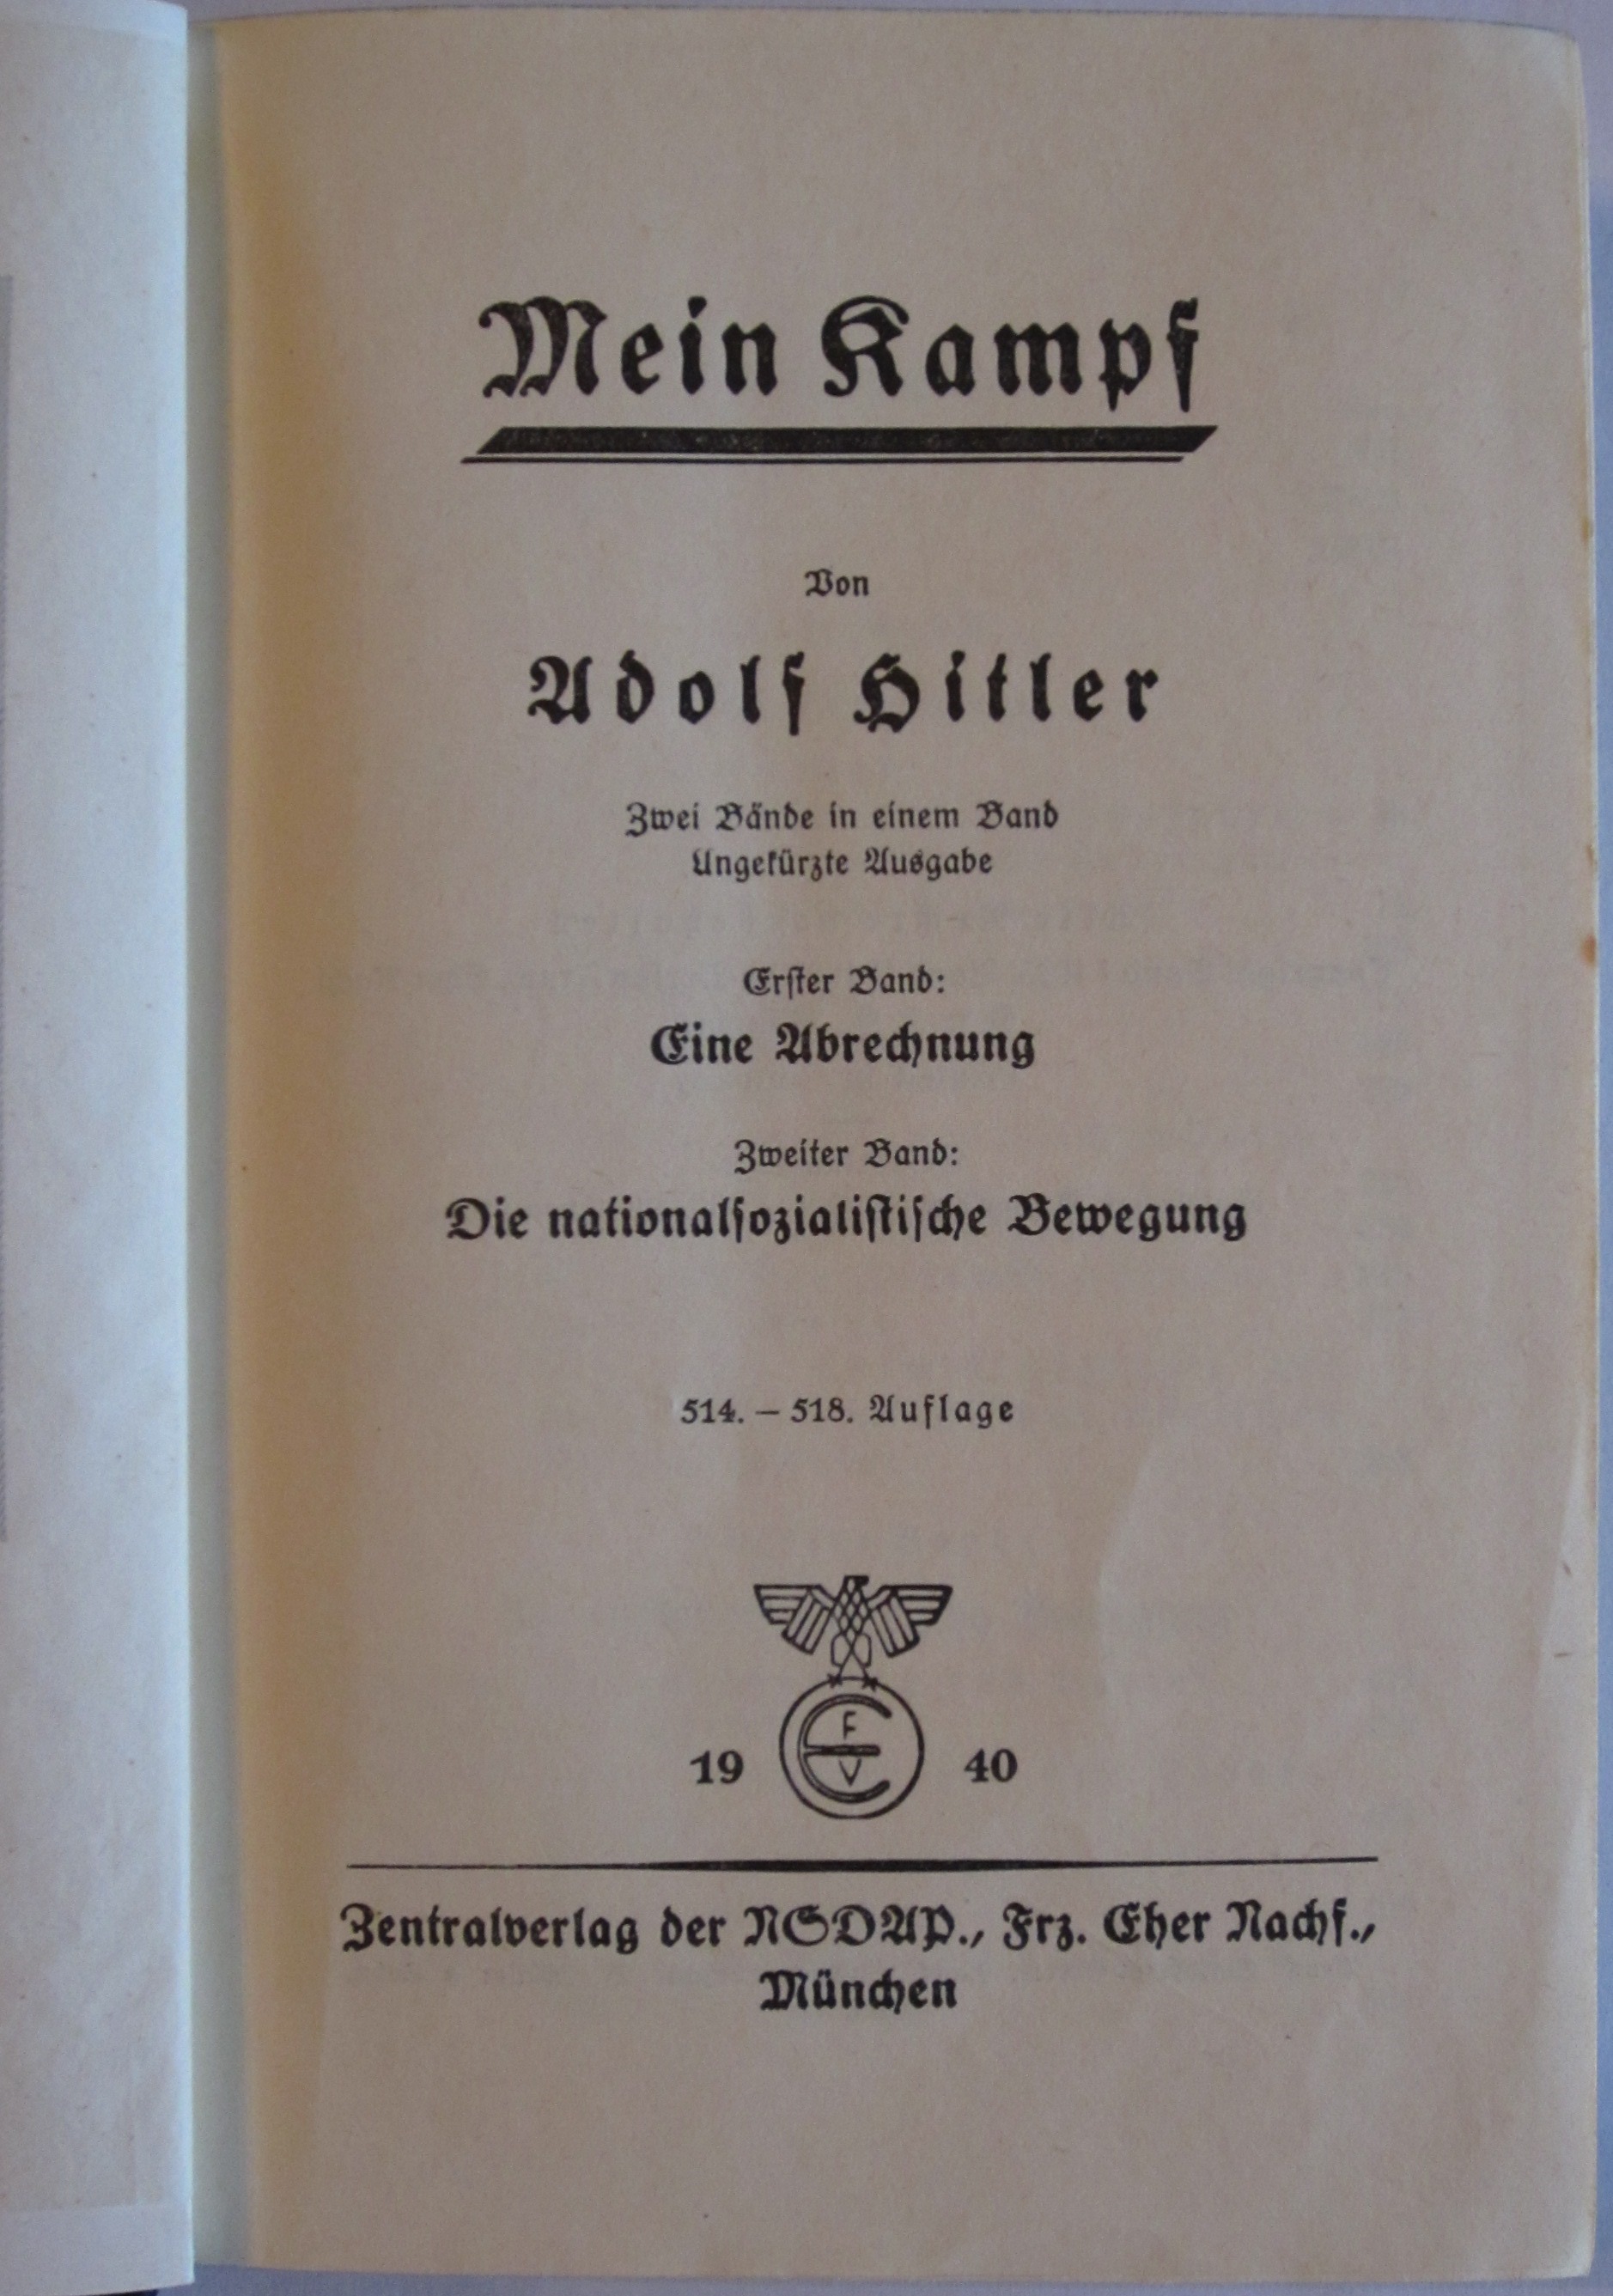 Mein Kampf
Von
Adolf Hitler
Zwei Bände in einem Band
Ungekürzte Ausgabe
Erſter Band:
Eine Abrechnung
Zweiter Band:
Die nationalſozialiſtiſche Bewegung
514. – 518. Auflage
F
E
V
19 40
Zentralverlag der NSDAP., Frz. Eher Nachf.,
München